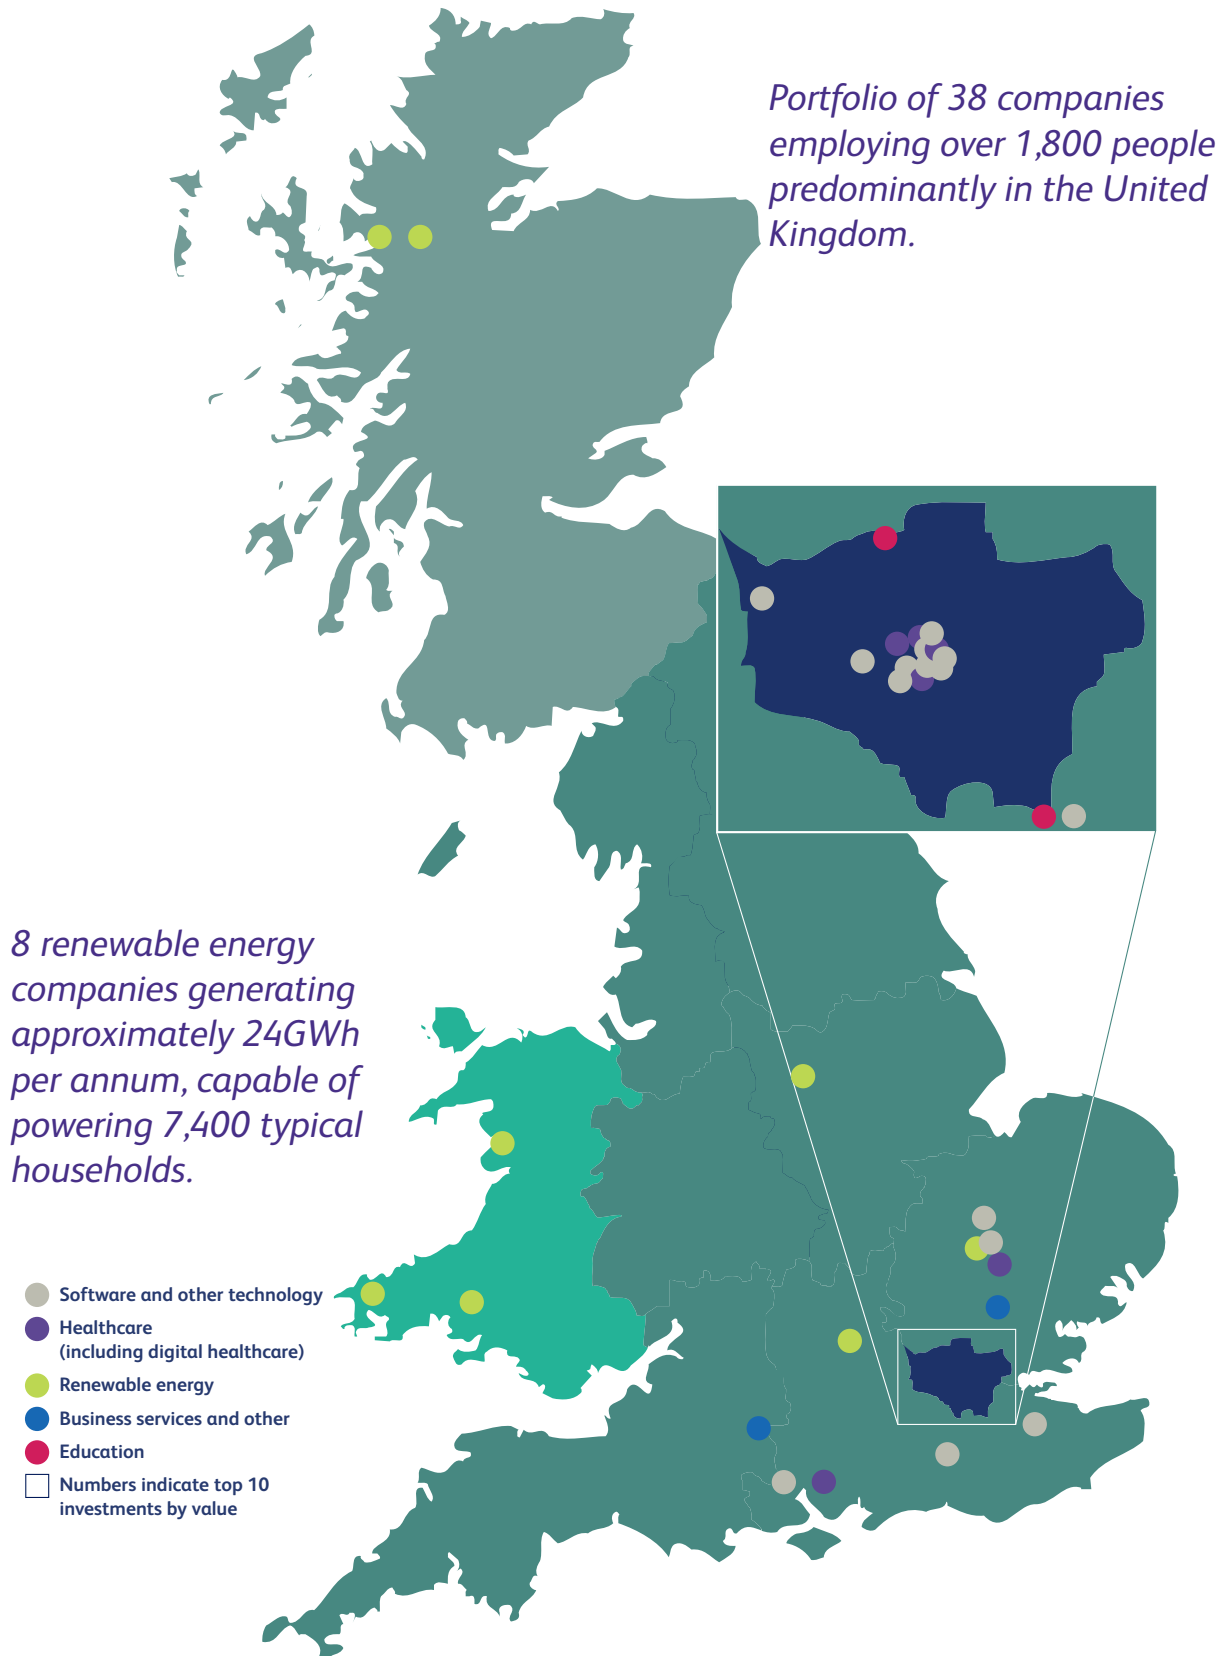 Portfolio of 38 companies
employing over 1,800 people
predominantly in the United
Kingdom.
8 renewable energy
companies generating
approximately 24GWh
per annum, capable of
powering 7,400 typical
households.
Software and other technology
Healthcare
(including digital healthcare)
Renewable energy
Business services and other
Education
Numbers indicate top 10
investments by value